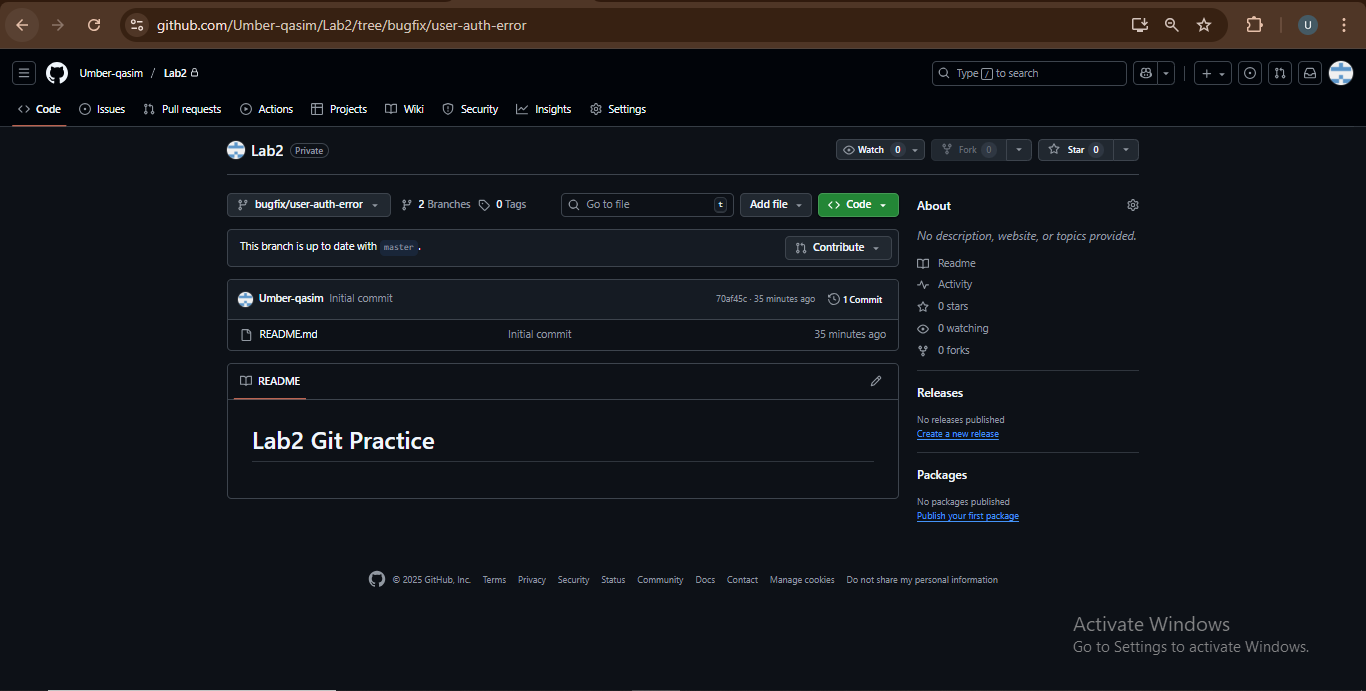 github.com/Umber-qasim/Lab2/tree/bugfix/user-auth-error
U
Umber-qasim / Lab2
Type / to search
Code Issues Pull requests Actions Projects Wiki Security Insights Settings
Lab2 Private
Watch 0 Fork 0 Star 0
bugfix/user-auth-error 2 Branches 0 Tags Go to file t Add file Code
This branch is up to date with master .
Contribute
Umber-qasim Initial commit 70af45c · 35 minutes ago 1 Commit
README.md Initial commit 35 minutes ago
README
Lab2 Git Practice
About
No description, website, or topics provided.
Readme
Activity
0 stars
0 watching
0 forks
Releases
No releases published
Create a new release
Packages
No packages published
Publish your first package
© 2025 GitHub, Inc. Terms Privacy Security Status Community Docs Contact Manage cookies Do not share my personal information
Activate Windows
Go to Settings to activate Windows.